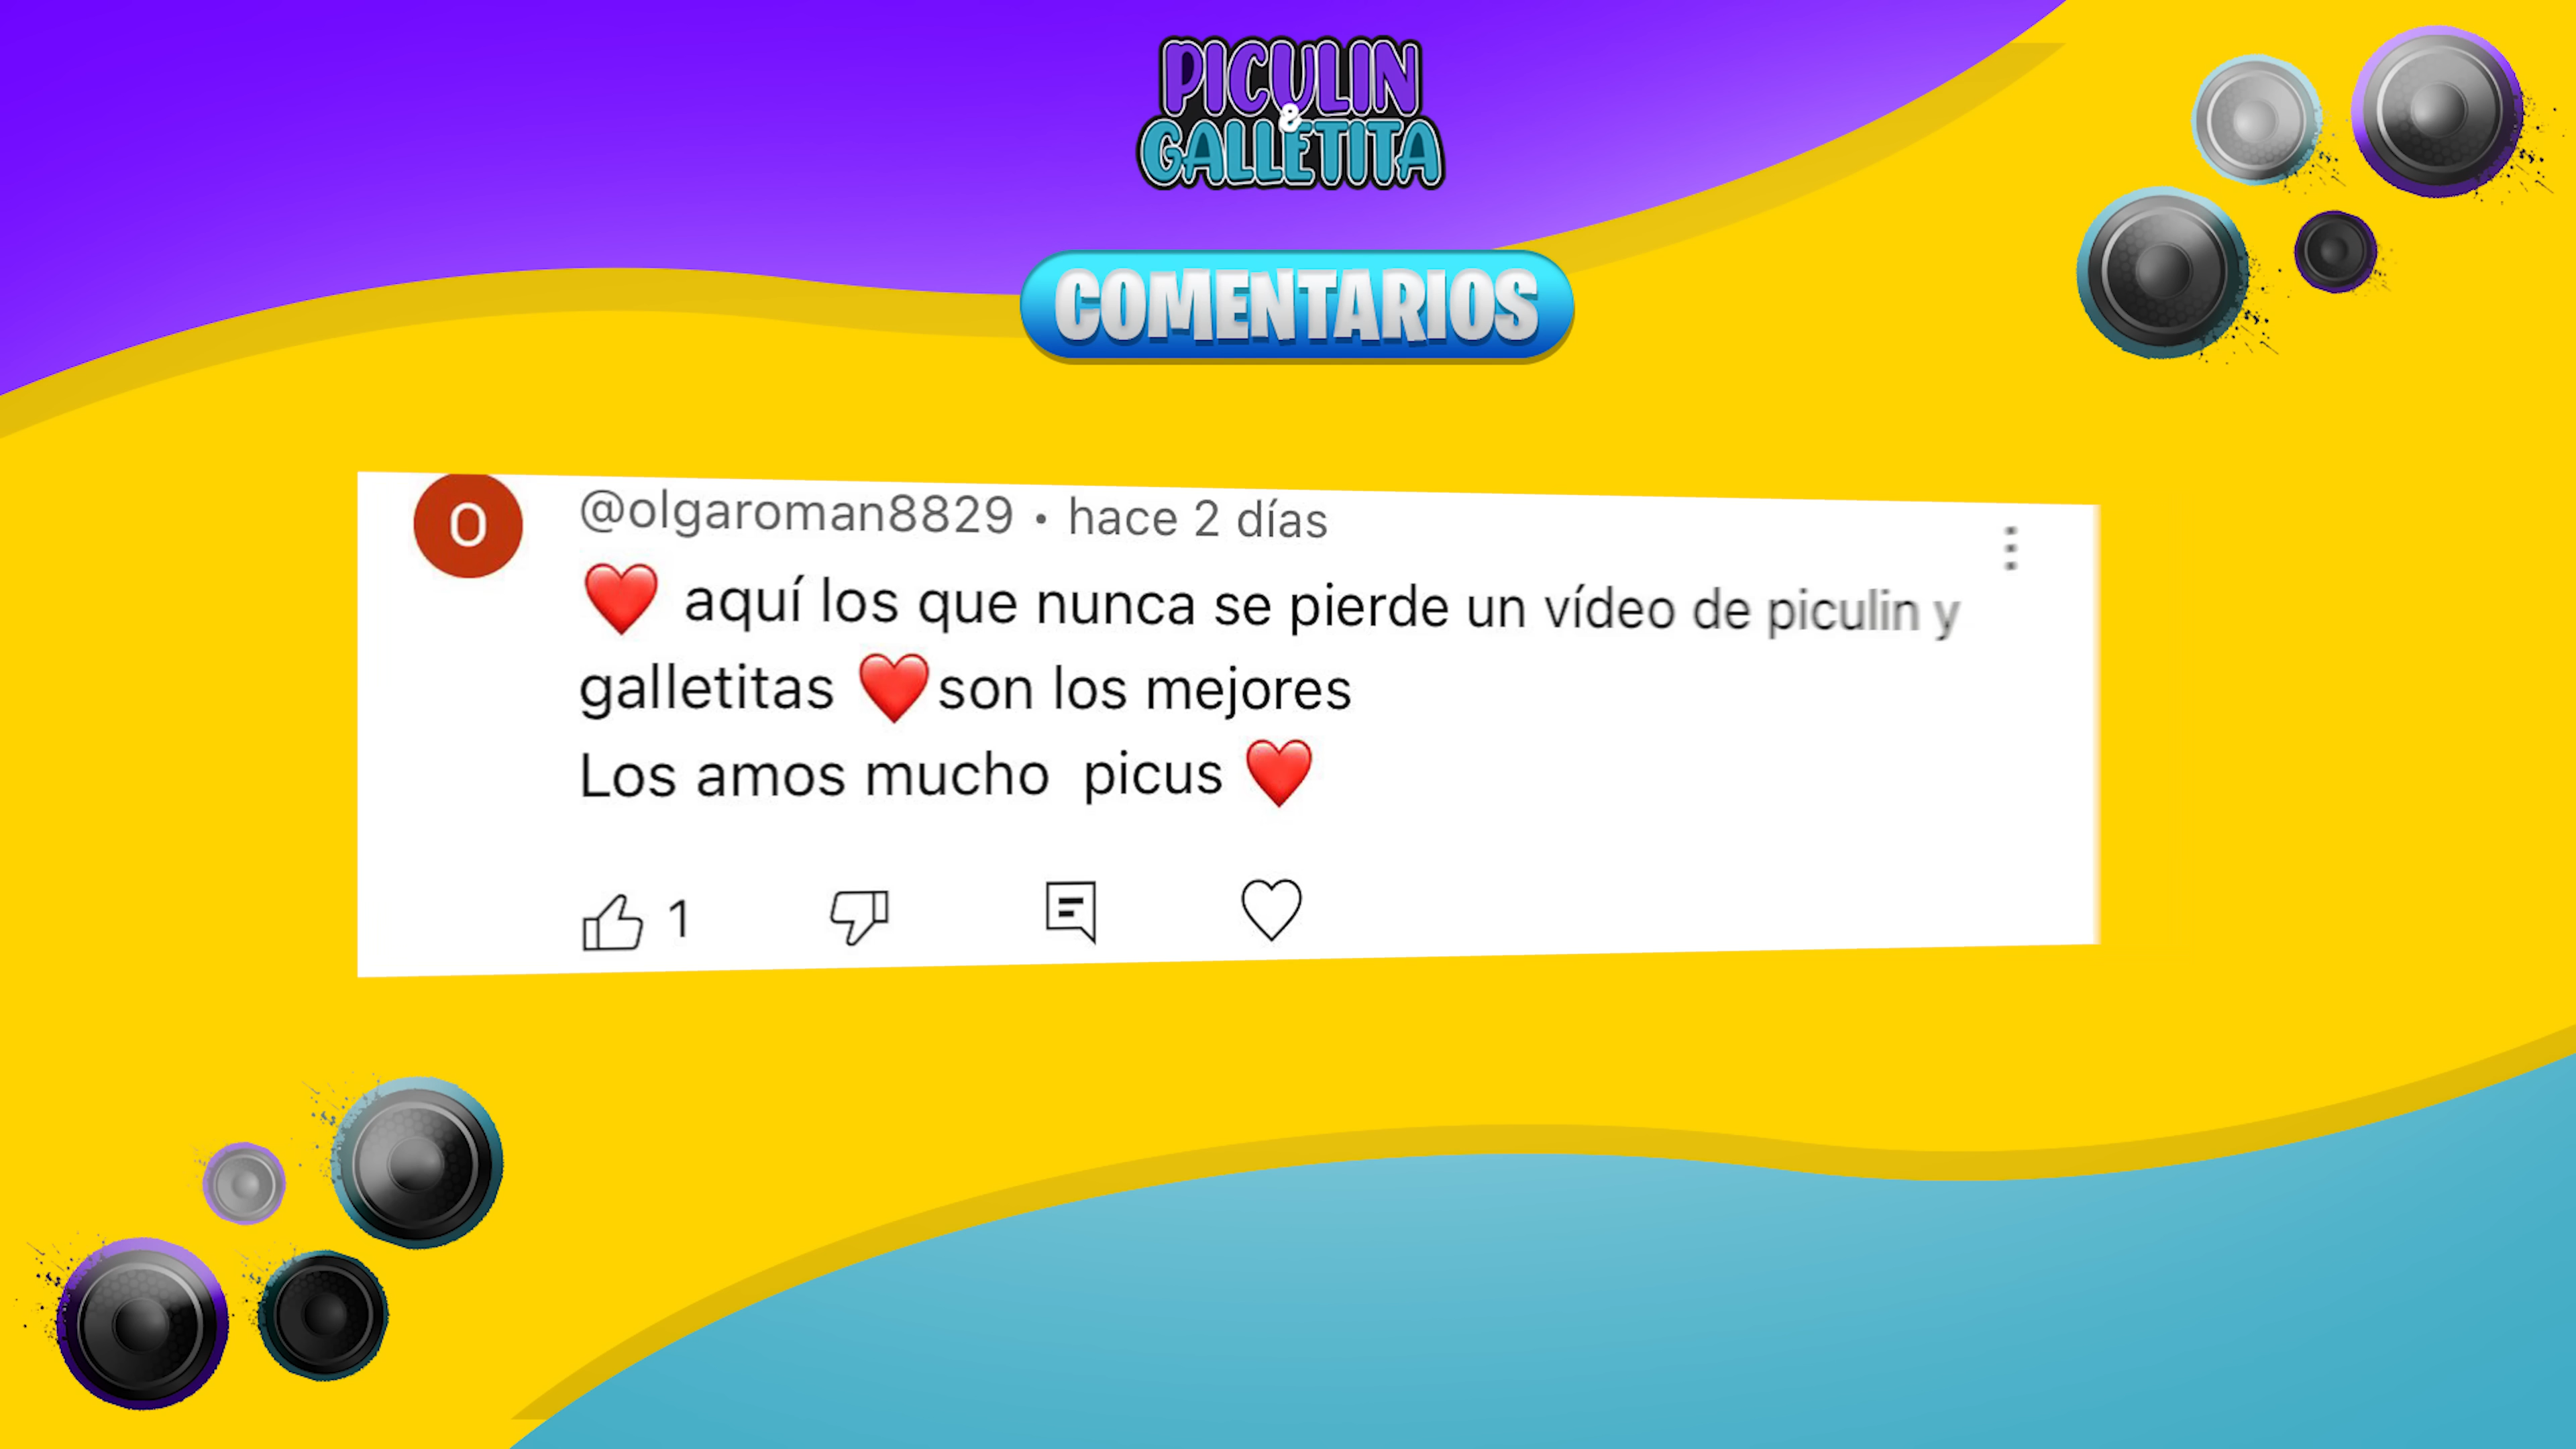 PICULIN
&
GALLETITA
COMENTARIOS
O
@olgaroman8829 · hace 2 días
❤️ aquí los que nunca se pierde un vídeo de piculin y
galletitas ❤️son los mejores
Los amos mucho  picus ❤️
1